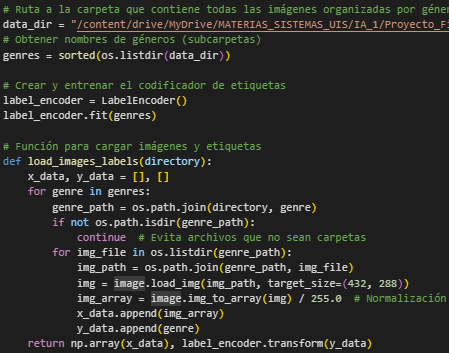 # Ruta a la carpeta que contiene todas las imágenes organizadas por géner
data_dir = "/content/drive/MyDrive/MATERIAS_SISTEMAS_UIS/IA_1/Proyecto_Fi
# Obtener nombres de géneros (subcarpetas)
genres = sorted(os.listdir(data_dir))
# Crear y entrenar el codificador de etiquetas
label_encoder = LabelEncoder()
label_encoder.fit(genres)
# Función para cargar imágenes y etiquetas
def load_images_labels(directory):
    x_data, y_data = [], []
    for genre in genres:
        genre_path = os.path.join(directory, genre)
        if not os.path.isdir(genre_path):
            continue  # Evita archivos que no sean carpetas
        for img_file in os.listdir(genre_path):
            img_path = os.path.join(genre_path, img_file)
            img = image.load_img(img_path, target_size=(432, 288))
            img_array = image.img_to_array(img) / 255.0  # Normalización
            x_data.append(img_array)
            y_data.append(genre)
    return np.array(x_data), label_encoder.transform(y_data)